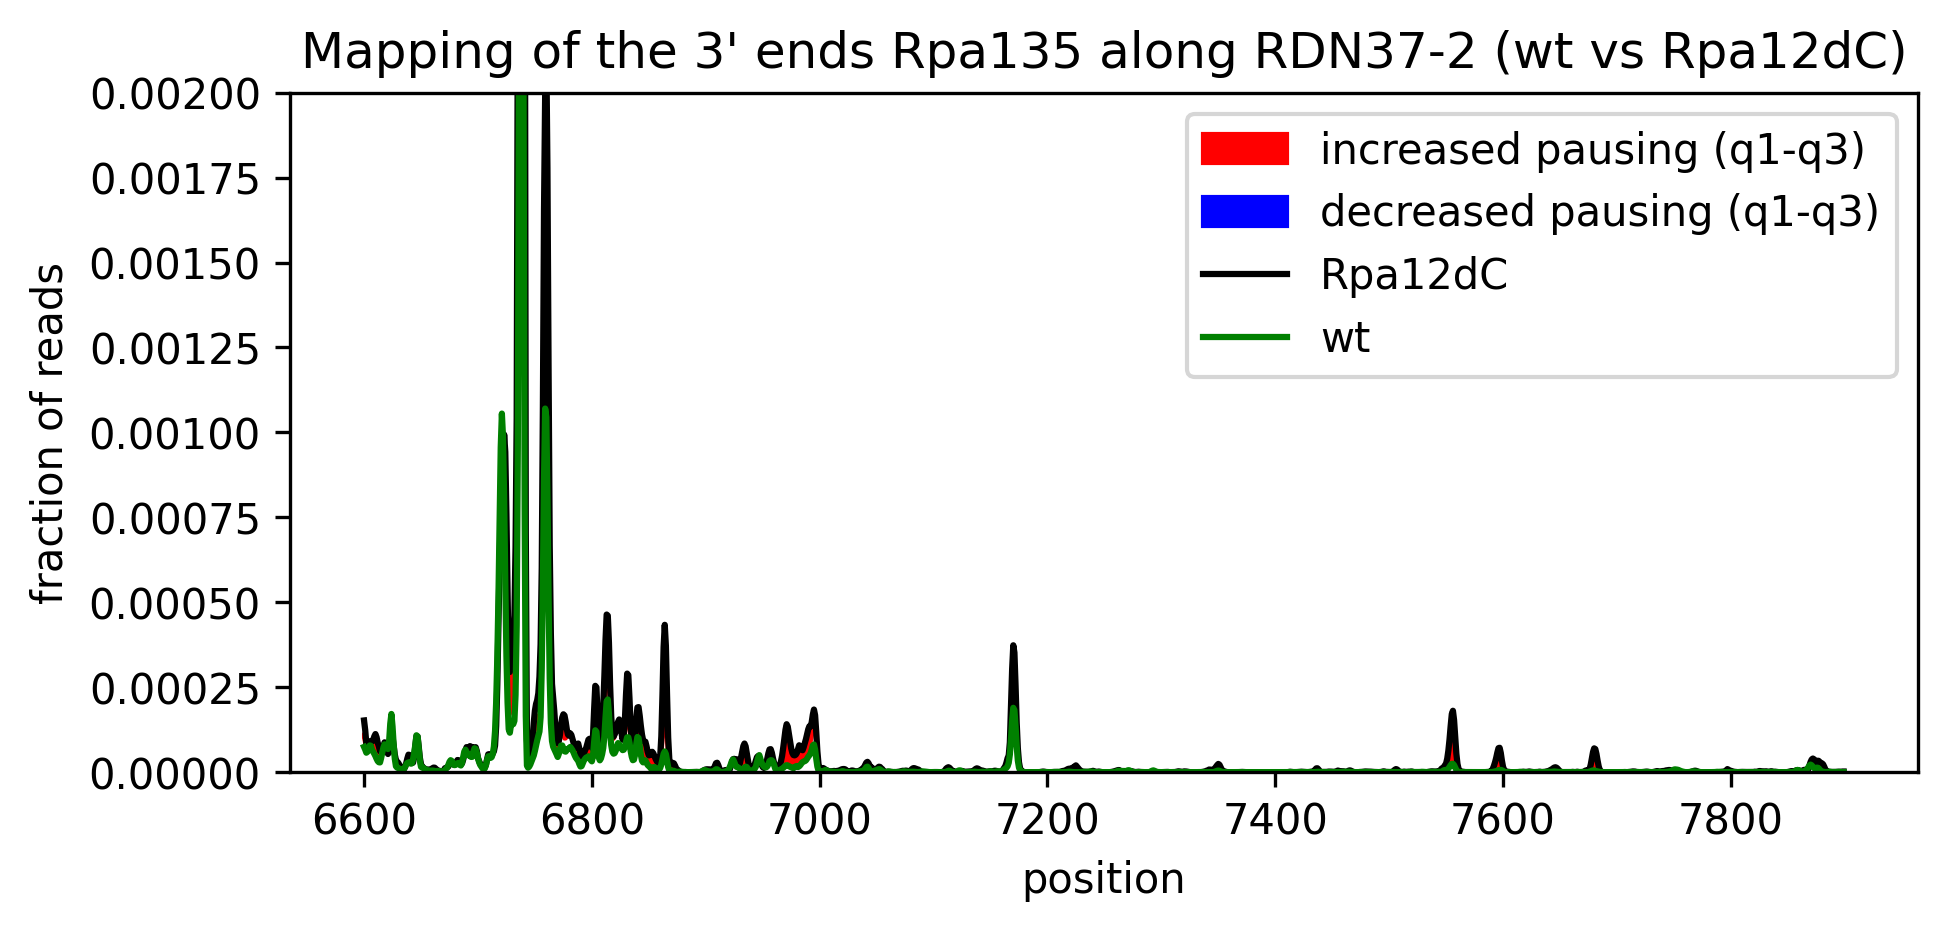 Mapping of the 3' ends Rpa135 along RDN37-2 (wt vs Rpa12dC)
0.00200
0.00175
0.00150
0.00125
0.00100
0.00075
0.00050
0.00025
0.00000
fraction of reads
increased pausing (q1-q3)
decreased pausing (q1-q3)
Rpa12dC
wt
6600 6800 7000 7200 7400 7600 7800
position